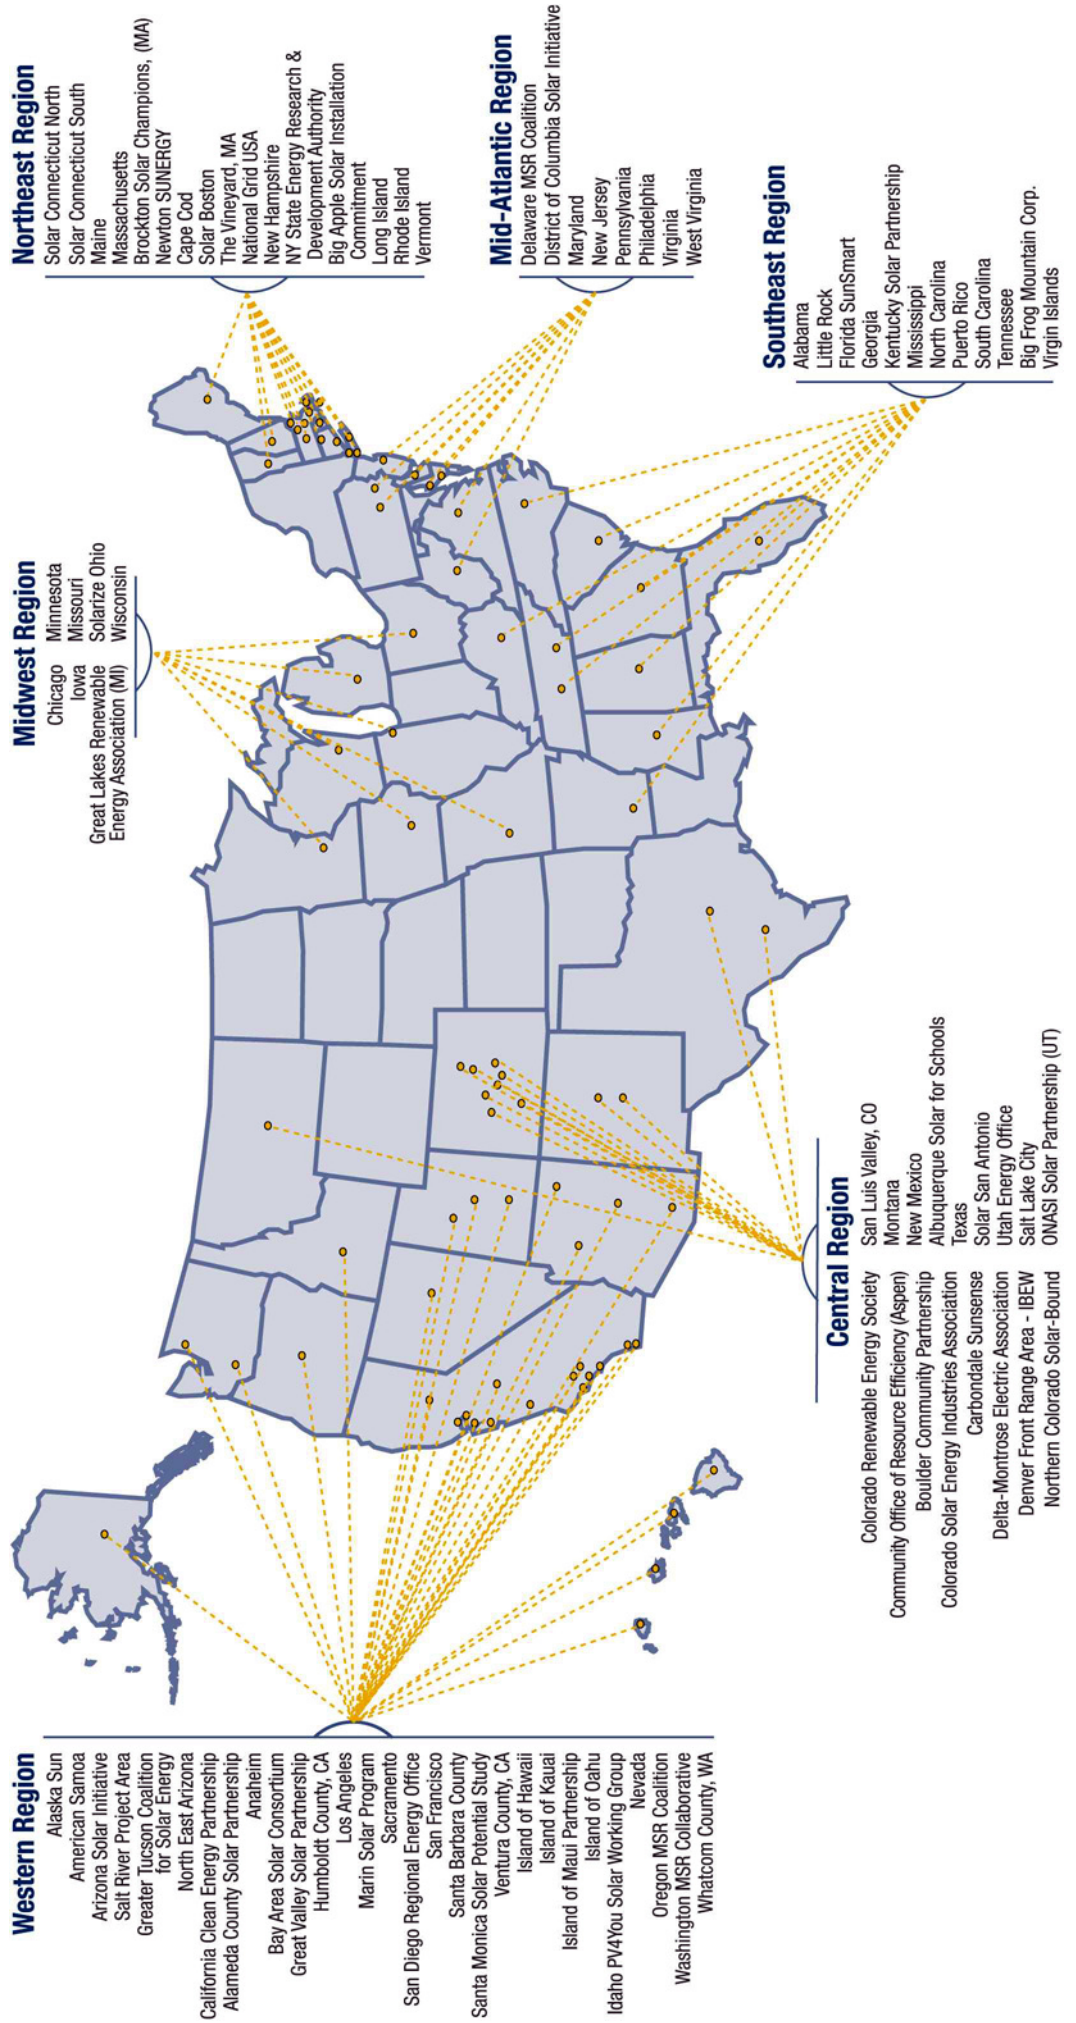 Western Region
Alaska Sun
American Samoa
Arizona Solar Initiative
Salt River Project Area
Greater Tucson Coalition
for Solar Energy
North East Arizona
California Clean Energy Partnership
Alameda County Solar Partnership
Anaheim
Bay Area Solar Consortium
Great Valley Solar Partnership
Humboldt County, CA
Los Angeles
Marin Solar Program
Sacramento
San Diego Regional Energy Office
San Francisco
Santa Barbara County
Santa Monica Solar Potential Study
Ventura County, CA
Island of Hawaii
Island of Kauai
Island of Maui Partnership
Island of Oahu
Idaho PV4You Solar Working Group
Nevada
Oregon MSR Coalition
Washington MSR Collaborative
Whatcom County, WA
Midwest Region
Chicago
Iowa
Great Lakes Renewable
Energy Association (MI)
Minnesota
Missouri
Solarize Ohio
Wisconsin
Northeast Region
Solar Connecticut North
Solar Connecticut South
Maine
Massachusetts
Brockton Solar Champions, (MA)
Newton SUNERGY
Cape Cod
Solar Boston
The Vineyard, MA
National Grid USA
New Hampshire
NY State Energy Research &
Development Authority
Big Apple Solar Installation
Commitment
Long Island
Rhode Island
Vermont
Mid-Atlantic Region
Delaware MSR Coalition
District of Columbia Solar Initiative
Maryland
New Jersey
Pennsylvania
Philadelphia
Virginia
West Virginia
Southeast Region
Alabama
Little Rock
Florida SunSmart
Georgia
Kentucky Solar Partnership
Mississippi
North Carolina
Puerto Rico
South Carolina
Tennessee
Big Frog Mountain Corp.
Virgin Islands
Central Region
Colorado Renewable Energy Society
Community Office of Resource Efficiency (Aspen)
Boulder Community Partnership
Colorado Solar Energy Industries Association
Carbondale Sunsense
Delta-Montrose Electric Association
Denver Front Range Area - IBEW
Northern Colorado Solar-Bound
San Luis Valley, CO
Montana
New Mexico
Albuquerque Solar for Schools
Texas
Solar San Antonio
Utah Energy Office
Salt Lake City
ONASI Solar Partnership (UT)